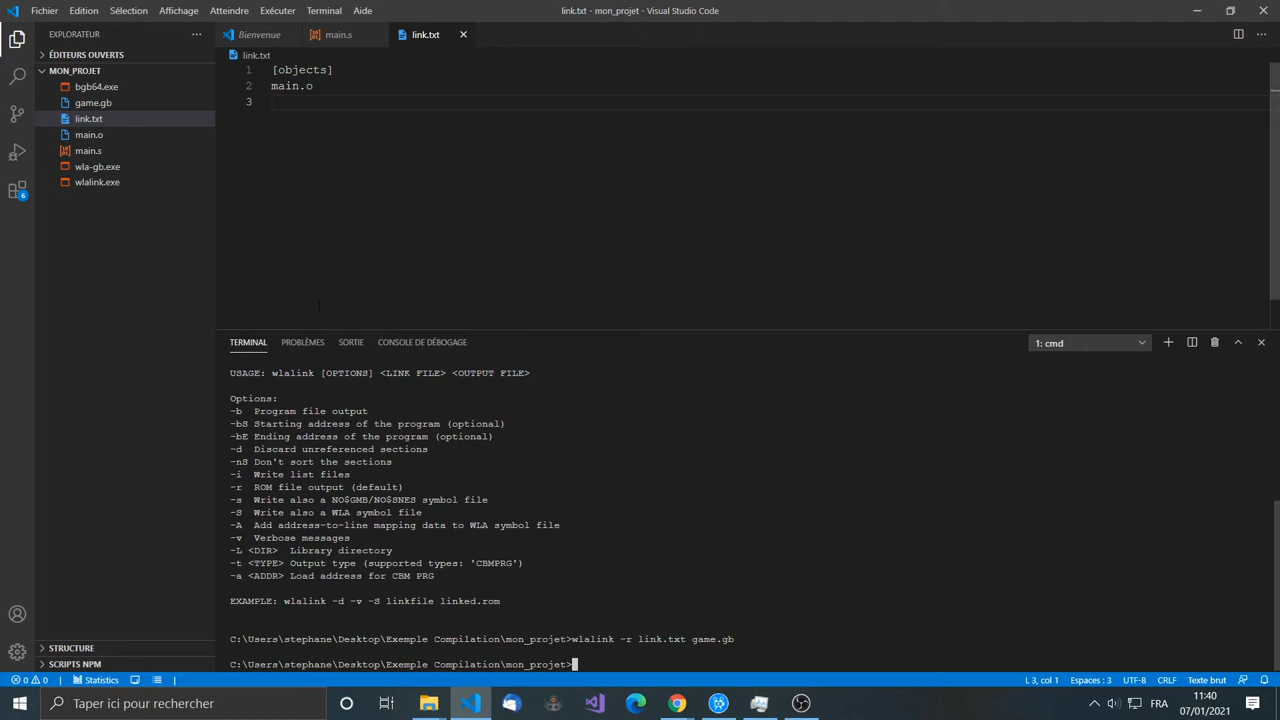 Fichier Edition Sélection Affichage Atteindre Exécuter Terminal Aide
link.txt - mon_projet - Visual Studio Code
EXPLORATEUR
ÉDITEURS OUVERTS
MON_PROJET
bgb64.exe
game.gb
link.txt
main.o
main.s
wla-gb.exe
wlalink.exe
STRUCTURE
SCRIPTS NPM
6
Bienvenue main.s link.txt
link.txt
1 [objects]
2 main.o
3
TERMINAL PROBLÈMES SORTIE CONSOLE DE DÉBOGAGE
1: cmd
USAGE: wlalink [OPTIONS] <LINK FILE> <OUTPUT FILE>
Options:
-b Program file output
-bS Starting address of the program (optional)
-bE Ending address of the program (optional)
-d Discard unreferenced sections
-nS Don't sort the sections
-i Write list files
-r ROM file output (default)
-s Write also a NO$GMB/NO$SNES symbol file
-S Write also a WLA symbol file
-A Add address-to-line mapping data to WLA symbol file
-v Verbose messages
-L <DIR> Library directory
-t <TYPE> Output type (supported types: 'CBMPRG')
-a <ADDR> Load address for CBM PRG
EXAMPLE: wlalink -d -v -S linkfile linked.rom
C:\Users\stephane\Desktop\Exemple Compilation\mon_projet>wlalink -r link.txt game.gb
C:\Users\stephane\Desktop\Exemple Compilation\mon_projet>
0 0 Statistics
L 3, col 1 Espaces : 3 UTF-8 CRLF Texte brut
Taper ici pour rechercher
FRA
11:40
07/01/2021